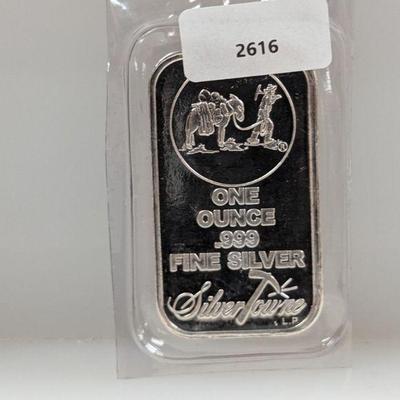 2616
ONE
OUNCE
.999
FINE SILVER
SilverTowne
L.P.